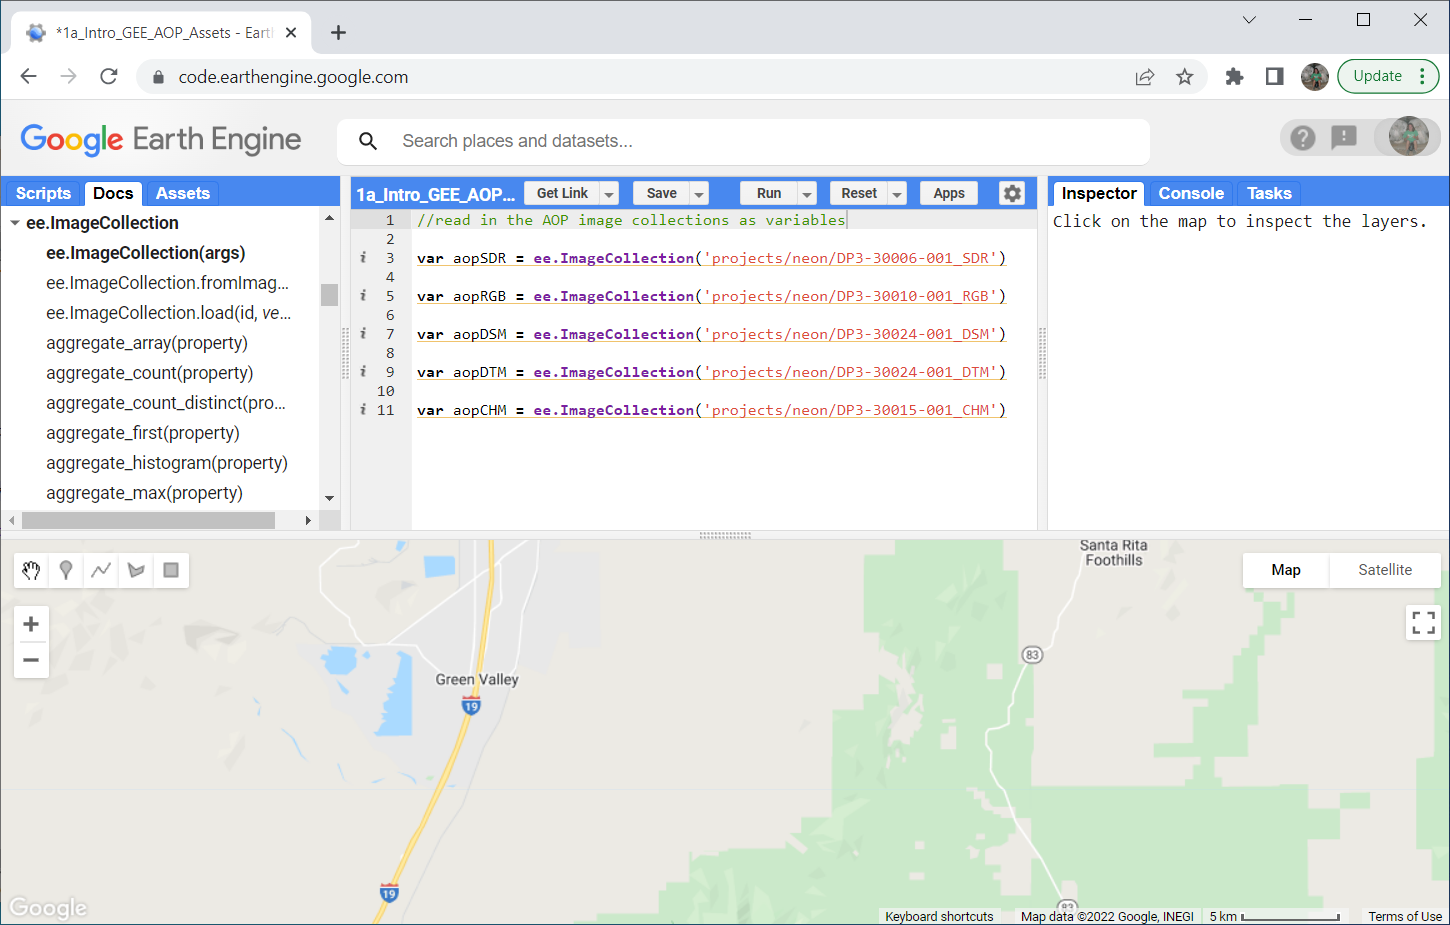 *1a_Intro_GEE_AOP_Assets - Eart
code.earthengine.google.com
Update
Google Earth Engine
Search places and datasets...
Scripts Docs Assets
ee.ImageCollection
ee.ImageCollection(args)
ee.ImageCollection.fromImag...
ee.ImageCollection.load(id, ve...
aggregate_array(property)
aggregate_count(property)
aggregate_count_distinct(pro...
aggregate_first(property)
aggregate_histogram(property)
aggregate_max(property)
1a_Intro_GEE_AOP... Get Link Save Run Reset Apps
1 //read in the AOP image collections as variables
2
i 3 var aopSDR = ee.ImageCollection('projects/neon/DP3-30006-001_SDR')
4
i 5 var aopRGB = ee.ImageCollection('projects/neon/DP3-30010-001_RGB')
6
i 7 var aopDSM = ee.ImageCollection('projects/neon/DP3-30024-001_DSM')
8
i 9 var aopDTM = ee.ImageCollection('projects/neon/DP3-30024-001_DTM')
10
i 11 var aopCHM = ee.ImageCollection('projects/neon/DP3-30015-001_CHM')
Inspector Console Tasks
Click on the map to inspect the layers.
Santa Rita
Foothills
Map Satellite
83
Green Valley
19
19
83
Google
Keyboard shortcuts Map data ©2022 Google, INEGI 5 km Terms of Use